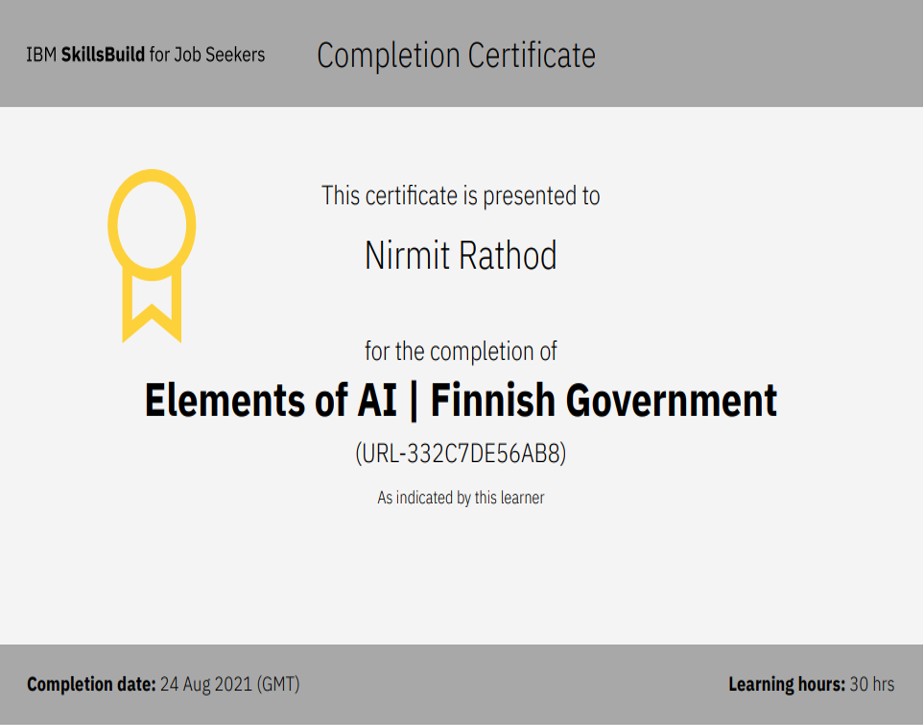 IBM SkillsBuild for Job Seekers
Completion Certificate
This certificate is presented to
Nirmit Rathod
for the completion of
Elements of AI | Finnish Government
(URL-332C7DE56AB8)
As indicated by this learner
Completion date: 24 Aug 2021 (GMT)
Learning hours: 30 hrs